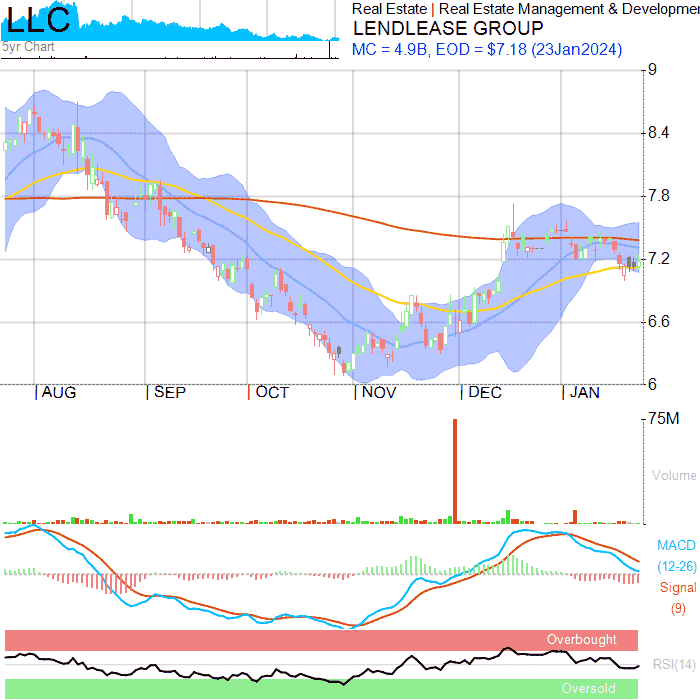 LLC
5yr Chart
Real Estate | Real Estate Management & Developmen
LENDLEASE GROUP
MC = 4.9B, EOD = $7.18 (23Jan2024)
9
8.4
7.8
7.2
6.6
6
AUG SEP OCT NOV DEC JAN
75M
Volume
MACD
(12-26)
Signal
(9)
Overbought
RSI(14)
Oversold